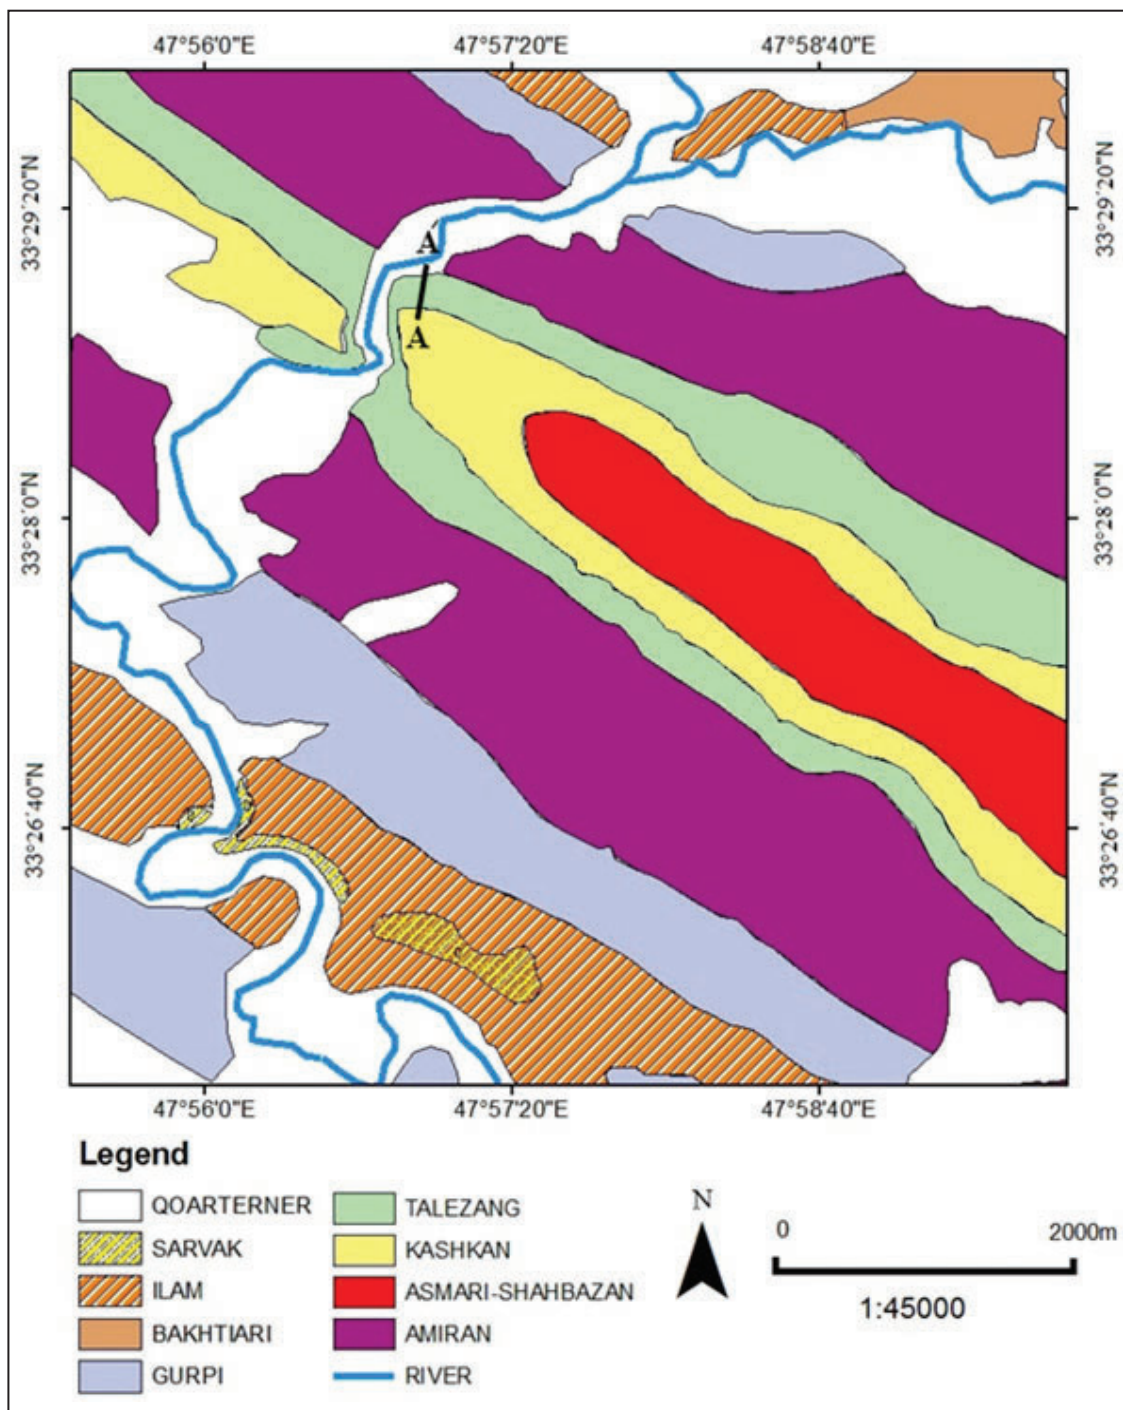 47°56'0"E 47°57'20"E 47°58'40"E
33°29'20"N 33°29'20"N
A
A
33°28'0"N 33°28'0"N
33°26'40"N 33°26'40"N
47°56'0"E 47°57'20"E 47°58'40"E
Legend
QOARTERNER
SARVAK
ILAM
BAKHTIARI
GURPI
TALEZANG
KASHKAN
ASMARI-SHAHBAZAN
AMIRAN
RIVER
N
0 2000m
1:45000